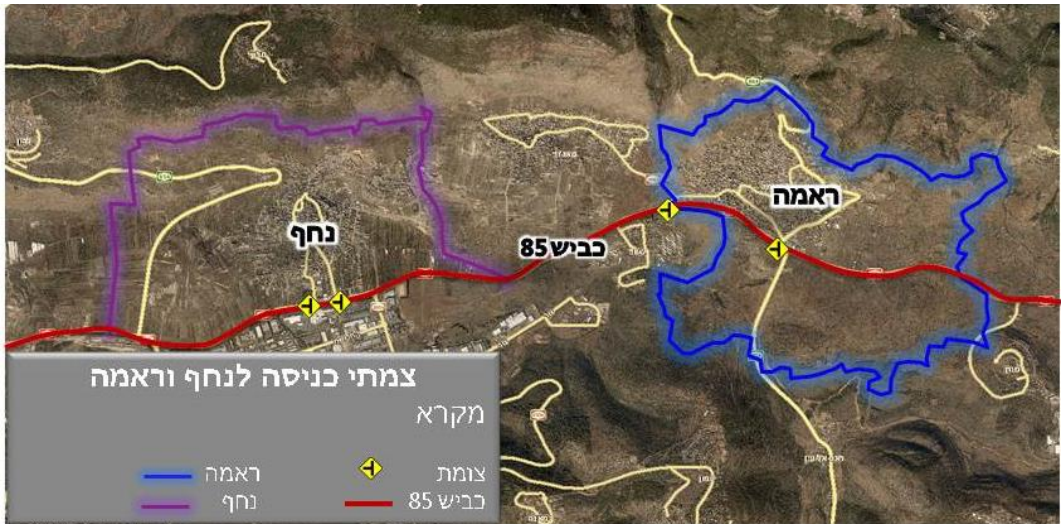 ראמה
נחף
כביש 85
צמתי כניסה לנחף וראמה
מקרא
צומת
ראמה
כביש 85
נחף